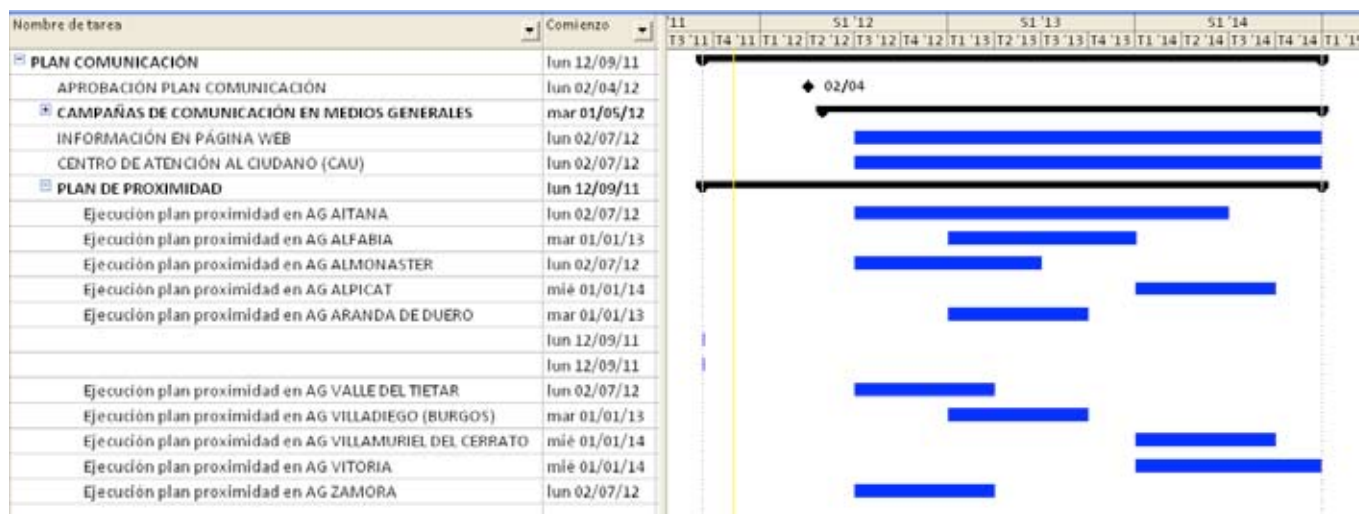 Nombre de tarea Comienzo '11 S1 '12 S1 '13 S1 '14
T3 '11 T4 '11 T1 '12 T2 '12 T3 '12 T4 '12 T1 '13 T2 '13 T3 '13 T4 '13 T1 '14 T2 '14 T3 '14 T4 '14 T1 '15
PLAN COMUNICACIÓN lun 12/09/11
APROBACIÓN PLAN COMUNICACIÓN lun 02/04/12 02/04
CAMPAÑAS DE COMUNICACIÓN EN MEDIOS GENERALES mar 01/05/12
INFORMACIÓN EN PÁGINA WEB lun 02/07/12
CENTRO DE ATENCIÓN AL CIUDANO (CAU) lun 02/07/12
PLAN DE PROXIMIDAD lun 12/09/11
Ejecución plan proximidad en AG AITANA lun 02/07/12
Ejecución plan proximidad en AG ALFABIA mar 01/01/13
Ejecución plan proximidad en AG ALMONASTER lun 02/07/12
Ejecución plan proximidad en AG ALPICAT mié 01/01/14
Ejecución plan proximidad en AG ARANDA DE DUERO mar 01/01/13
lun 12/09/11
lun 12/09/11
Ejecución plan proximidad en AG VALLE DEL TIETAR lun 02/07/12
Ejecución plan proximidad en AG VILLADIEGO (BURGOS) mar 01/01/13
Ejecución plan proximidad en AG VILLAMURIEL DEL CERRATO mié 01/01/14
Ejecución plan proximidad en AG VITORIA mié 01/01/14
Ejecución plan proximidad en AG ZAMORA lun 02/07/12